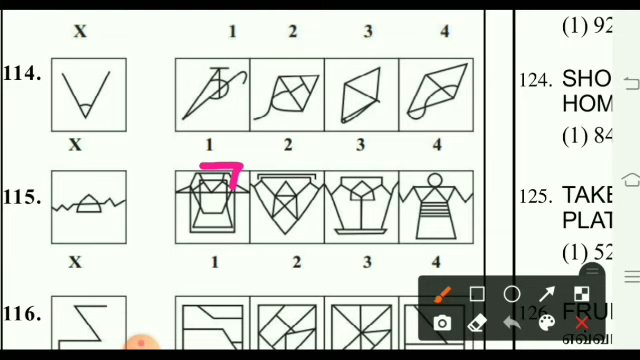 X 1 2 3 4 (1) 92
114. 124. SHO
HOM
X 1 2 3 4 (1) 84
115. 125. TAKE
PLAT
X 1 2 3 4 (1) 52
116. 126. FRUI